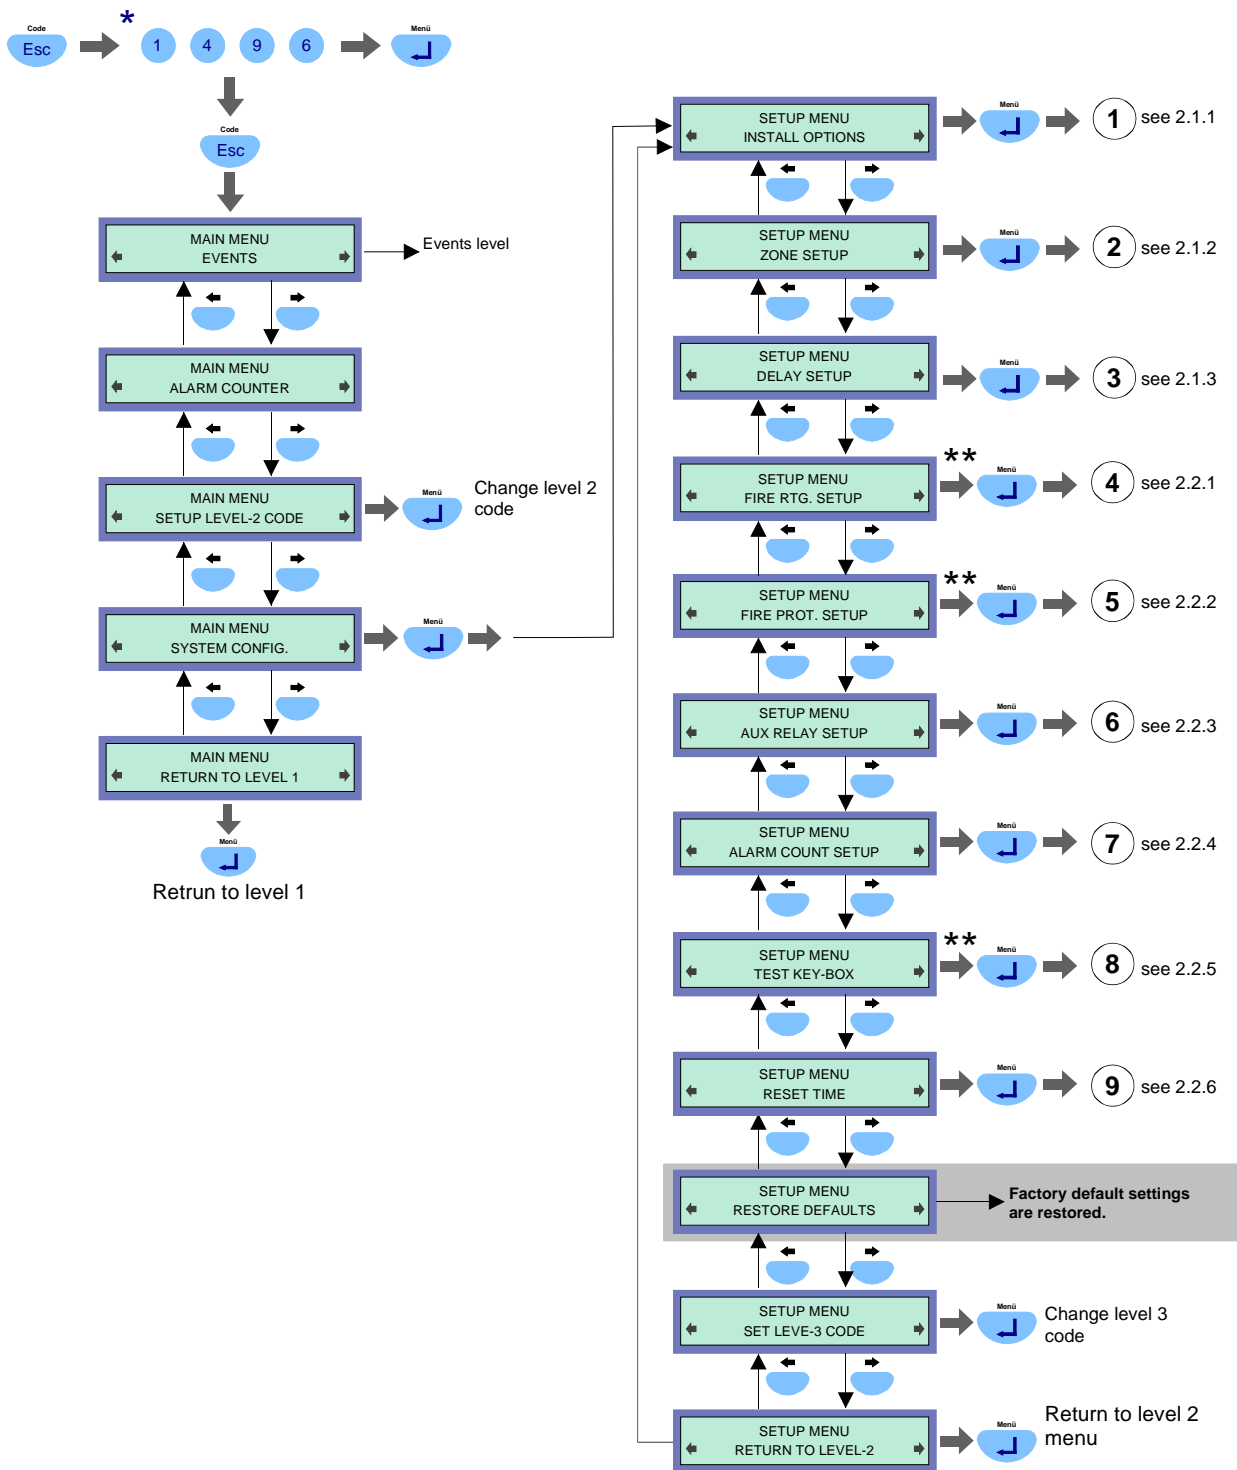 Code
Esc
*
1 4 9 6
Menü
Code
Esc
MAIN MENU
EVENTS
Events level
MAIN MENU
ALARM COUNTER
MAIN MENU
SETUP LEVEL-2 CODE
Menü
Change level 2
code
MAIN MENU
SYSTEM CONFIG.
Menü
MAIN MENU
RETURN TO LEVEL 1
Menü
Retrun to level 1
SETUP MENU
INSTALL OPTIONS
Menü
1 see 2.1.1
SETUP MENU
ZONE SETUP
Menü
2 see 2.1.2
SETUP MENU
DELAY SETUP
Menü
3 see 2.1.3
SETUP MENU
FIRE RTG. SETUP
**
Menü
4 see 2.2.1
SETUP MENU
FIRE PROT. SETUP
**
Menü
5 see 2.2.2
SETUP MENU
AUX RELAY SETUP
Menü
6 see 2.2.3
SETUP MENU
ALARM COUNT SETUP
Menü
7 see 2.2.4
SETUP MENU
TEST KEY-BOX
**
Menü
8 see 2.2.5
SETUP MENU
RESET TIME
Menü
9 see 2.2.6
SETUP MENU
RESTORE DEFAULTS
Factory default settings
are restored.
SETUP MENU
SET LEVE-3 CODE
Menü
Change level 3
code
SETUP MENU
RETURN TO LEVEL-2
Menü
Return to level 2
menu